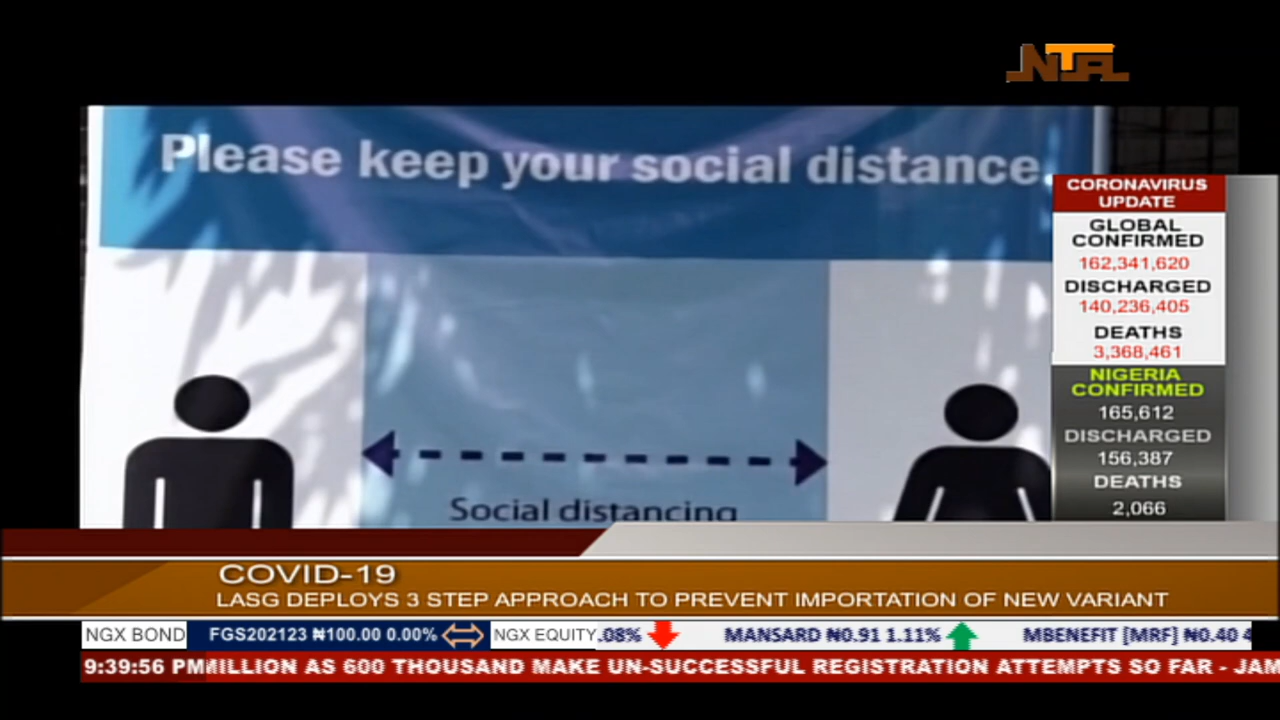 NTA
Please keep your social distance.
CORONAVIRUS
UPDATE
GLOBAL
CONFIRMED
162,341,620
DISCHARGED
140,236,405
DEATHS
3,368,461
NIGERIA
CONFIRMED
165,612
DISCHARGED
156,387
DEATHS
2,066
Social distancing
COVID-19
LASG DEPLOYS 3 STEP APPROACH TO PREVENT IMPORTATION OF NEW VARIANT
NGX BOND FGS202123 ₦100.00 0.00% NGX EQUITY .08% MANSARD ₦0.91 1.11% MBENEFIT [MRF] ₦0.40
9:39:56 PM MILLION AS 600 THOUSAND MAKE UN-SUCCESSFUL REGISTRATION ATTEMPTS SO FAR - JAM